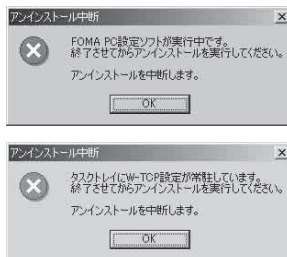 アンインストール中断
FOMA PC設定ソフトが実行中です。
終了させてからアンインストールを実行してください。
アンインストールを中断します。
OK
アンインストール中断
タスクトレイにW-TCP設定が常駐しています。
終了させてからアンインストールを実行してください。
アンインストールを中断します。
OK